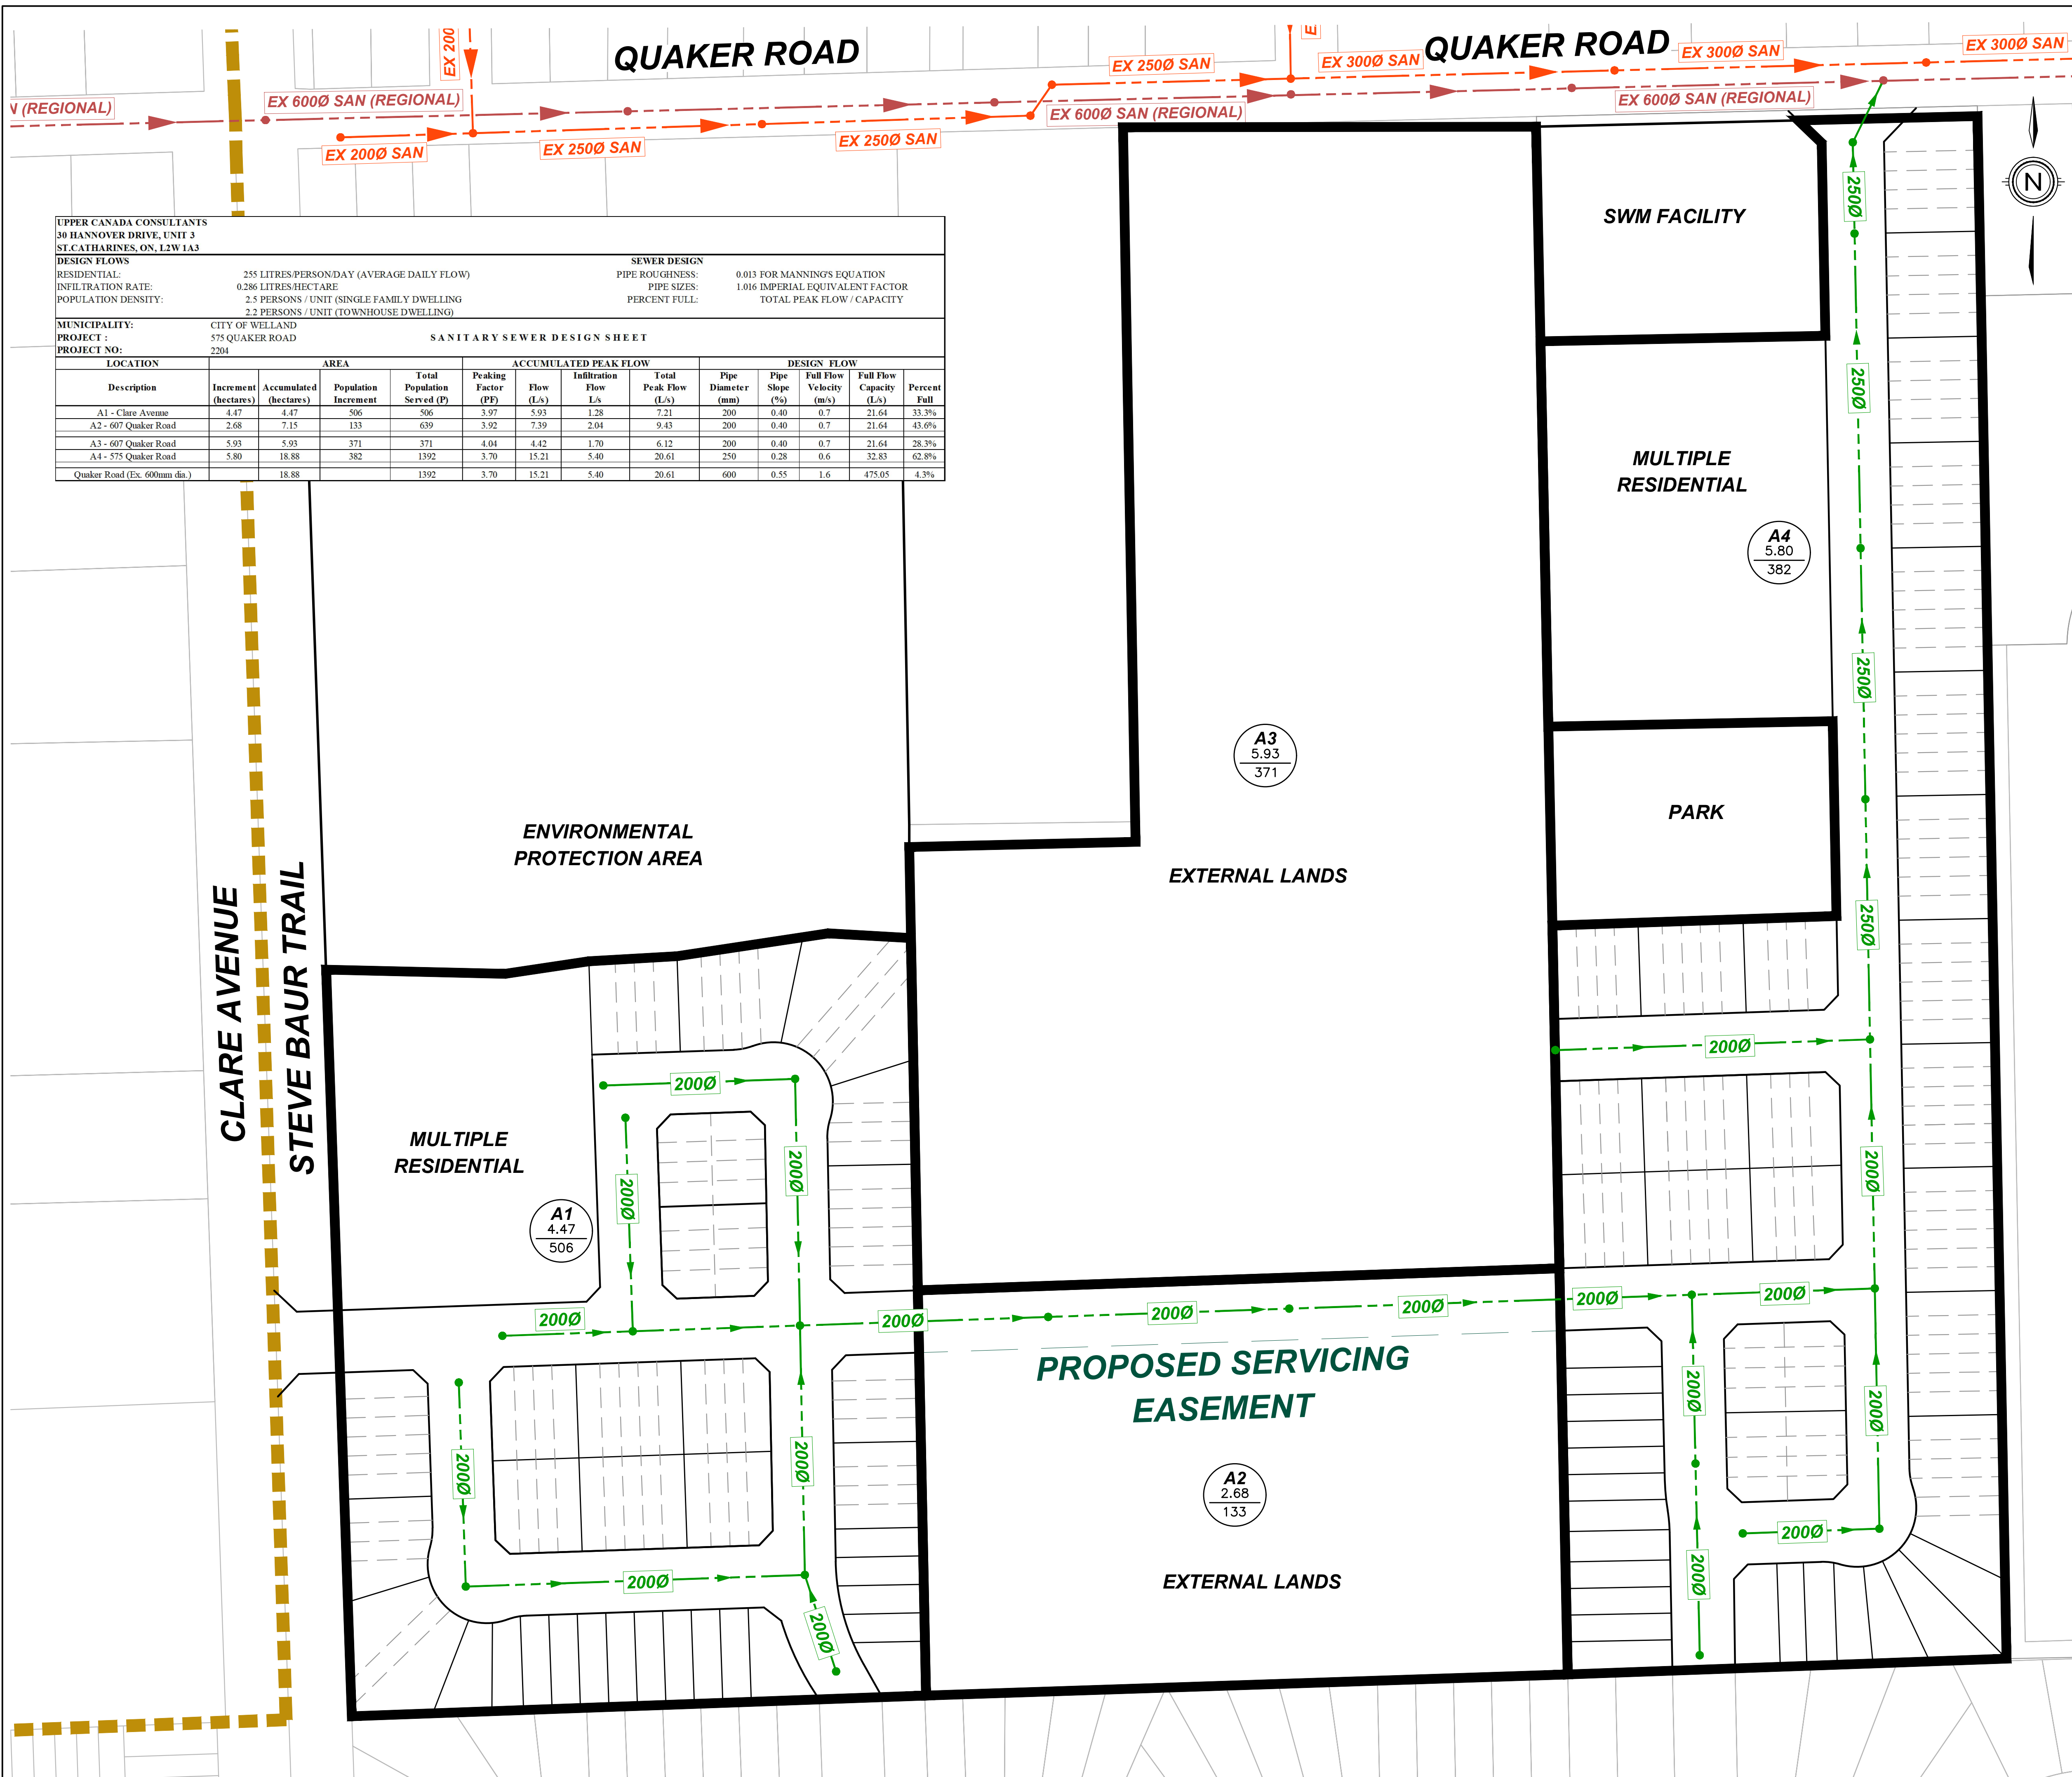 QUAKER ROAD
QUAKER ROAD
EX 200
E
EX 250Ø SAN
EX 300Ø SAN
EX 300Ø SAN
EX 300Ø SAN
N (REGIONAL)
EX 600Ø SAN (REGIONAL)
EX 600Ø SAN (REGIONAL)
EX 600Ø SAN (REGIONAL)
EX 200Ø SAN
EX 250Ø SAN
EX 250Ø SAN
N
UPPER CANADA CONSULTANTS
30 HANNOVER DRIVE, UNIT 3
ST.CATHARINES, ON, L2W 1A3
DESIGN FLOWS SEWER DESIGN
RESIDENTIAL: 255 LITRES/PERSON/DAY (AVERAGE DAILY FLOW) PIPE ROUGHNESS: 0.013 FOR MANNING'S EQUATION
INFILTRATION RATE: 0.286 LITRES/HECTARE PIPE SIZES: 1.016 IMPERIAL EQUIVALENT FACTOR
POPULATION DENSITY: 2.5 PERSONS / UNIT (SINGLE FAMILY DWELLING PERCENT FULL: TOTAL PEAK FLOW / CAPACITY
2.2 PERSONS / UNIT (TOWNHOUSE DWELLING)
MUNICIPALITY: CITY OF WELLAND
PROJECT : 575 QUAKER ROAD SANITARY SEWER DESIGN SHEET
PROJECT NO: 2204
LOCATION AREA ACCUMULATED PEAK FLOW DESIGN FLOW
Total Peaking Infiltration Total Pipe Pipe Full Flow Full Flow
Description Increment Accumulated Population Population Factor Flow Flow Peak Flow Diameter Slope Velocity Capacity Percent
(hectares) (hectares) Increment Served (P) (PF) (L/s) L/s (L/s) (mm) (%) (m/s) (L/s) Full
A1 - Clare Avenue 4.47 4.47 506 506 3.97 5.93 1.28 7.21 200 0.40 0.7 21.64 33.3%
A2 - 607 Quaker Road 2.68 7.15 133 639 3.92 7.39 2.04 9.43 200 0.40 0.7 21.64 43.6%
A3 - 607 Quaker Road 5.93 5.93 371 371 4.04 4.42 1.70 6.12 200 0.40 0.7 21.64 28.3%
A4 - 575 Quaker Road 5.80 18.88 382 1392 3.70 15.21 5.40 20.61 250 0.28 0.6 32.83 62.8%
Quaker Road (Ex. 600mm dia.) 18.88 1392 3.70 15.21 5.40 20.61 600 0.55 1.6 475.05 4.3%
SWM FACILITY
250Ø
250Ø
MULTIPLE
RESIDENTIAL
A4
5.80
382
250Ø
A3
5.93
371
PARK
ENVIRONMENTAL
PROTECTION AREA
EXTERNAL LANDS
250Ø
CLARE AVENUE
STEVE BAUR TRAIL
200Ø
200Ø
MULTIPLE
RESIDENTIAL
200Ø
200Ø
200Ø
A1
4.47
506
200Ø
200Ø
200Ø
200Ø
200Ø
200Ø
PROPOSED SERVICING
EASEMENT
200Ø
200Ø
200Ø
200Ø
A2
2.68
133
200Ø
200Ø
EXTERNAL LANDS
200Ø
200Ø